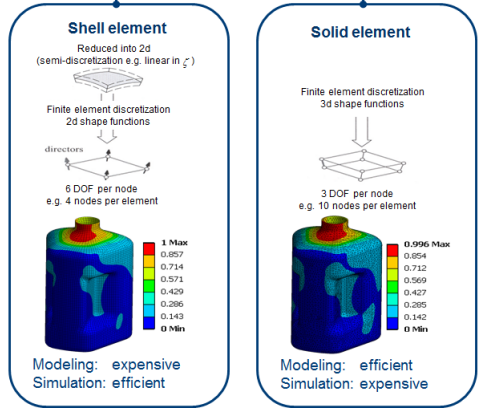 Shell element
Reduced into 2d
(semi-discretization e.g. linear in ζ )
Finite element discretization
2d shape functions
directors
6 DOF per node
e.g. 4 nodes per element
1 Max
0.857
0.714
0.571
0.429
0.286
0.143
0 Min
Modeling: expensive
Simulation: efficient
Solid element
Finite element discretization
3d shape functions
3 DOF per node
e.g. 10 nodes per element
0.996 Max
0.854
0.712
0.569
0.427
0.285
0.142
0 Min
Modeling: efficient
Simulation: expensive